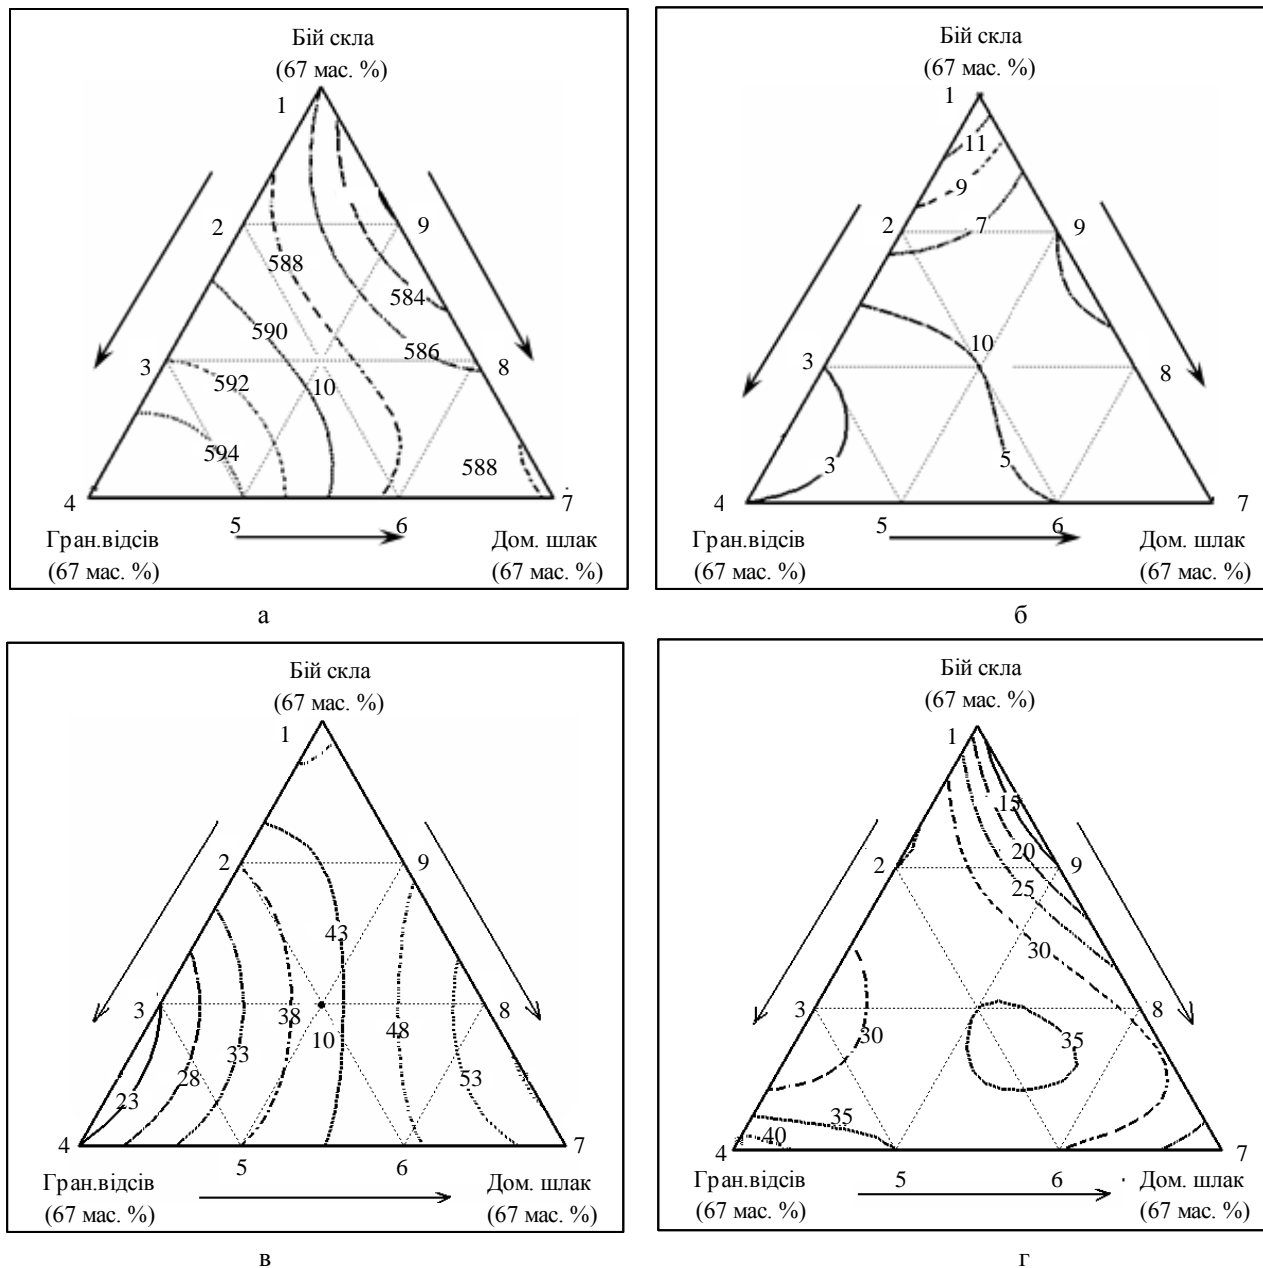 Бій скла
(67 мас. %)
1
2
9
588
584
590
586
3
8
592
10
594
588
4
7
5
6
Гран.відсів
(67 мас. %)
Дом. шлак
(67 мас. %)
а
Бій скла
(67 мас. %)
1
11
9
2
7
9
10
3
8
3
5
4
7
5
6
Гран.відсів
(67 мас. %)
Дом. шлак
(67 мас. %)
б
Бій скла
(67 мас. %)
1
2
9
43
3
8
38
10
48
33
28
53
23
4
7
5
6
Гран.відсів
(67 мас. %)
Дом. шлак
(67 мас. %)
в
Бій скла
(67 мас. %)
1
15
20
2
9
25
30
3
8
30
35
35
40
4
7
5
6
Гран.відсів
(67 мас. %)
Дом. шлак
(67 мас. %)
г